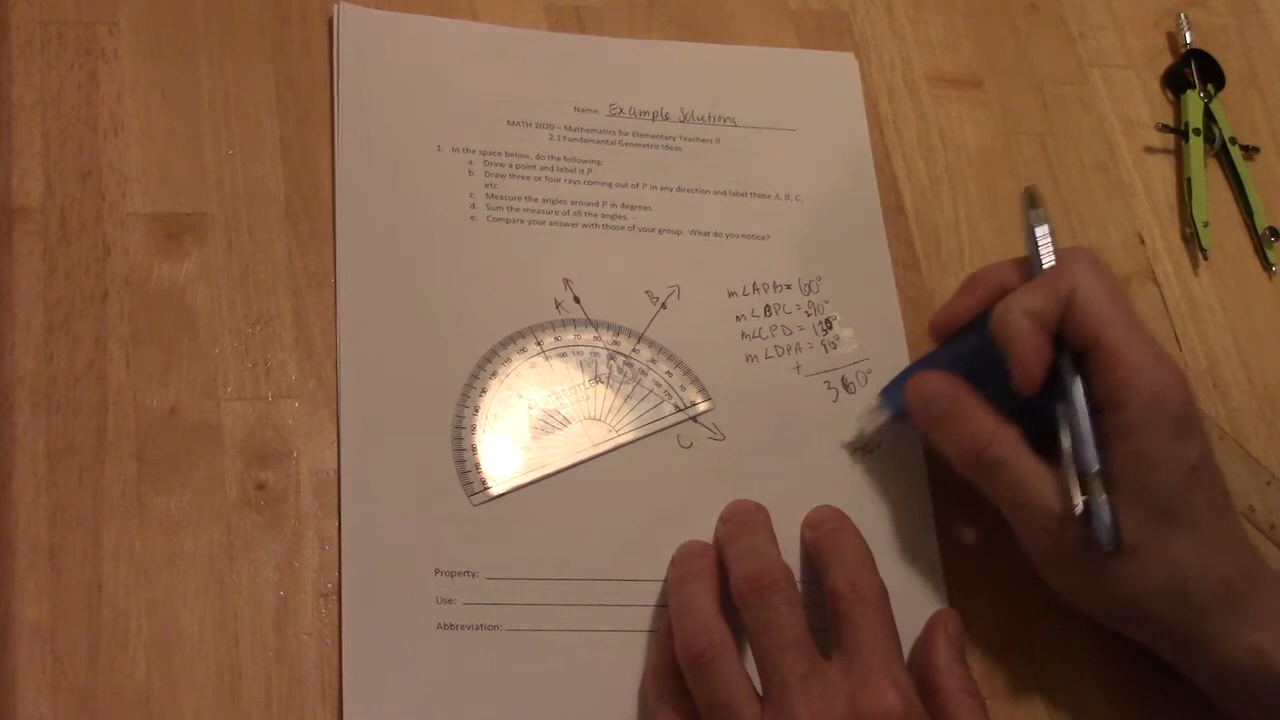 Name: Example Solutions
MATH 2020 – Mathematics for Elementary Teachers II
2.1 Fundamental Geometric Ideas
1. In the space below, do the following:
a. Draw a point and label it P.
b. Draw three or four rays coming out of P in any direction and label those A, B, C,
etc.
c. Measure the angles around P in degrees.
d. Sum the measure of all the angles.
e. Compare your answer with those of your group. What do you notice?
A
B
C
m∠APB = 60°
m∠BPC = 90°
m∠CPD = 130°
m∠DPA = 80°
+
360°
Property:
Use:
Abbreviation: